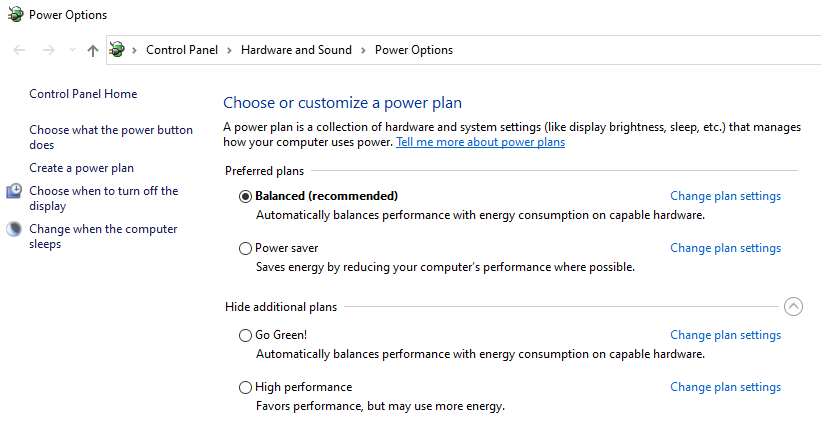 Power Options
Control Panel > Hardware and Sound > Power Options
Control Panel Home
Choose what the power button
does
Create a power plan
Choose when to turn off the
display
Change when the computer
sleeps
Choose or customize a power plan
A power plan is a collection of hardware and system settings (like display brightness, sleep, etc.) that manages
how your computer uses power. Tell me more about power plans
Preferred plans
Balanced (recommended) Change plan settings
Automatically balances performance with energy consumption on capable hardware.
Power saver Change plan settings
Saves energy by reducing your computer's performance where possible.
Hide additional plans
Go Green! Change plan settings
Automatically balances performance with energy consumption on capable hardware.
High performance Change plan settings
Favors performance, but may use more energy.